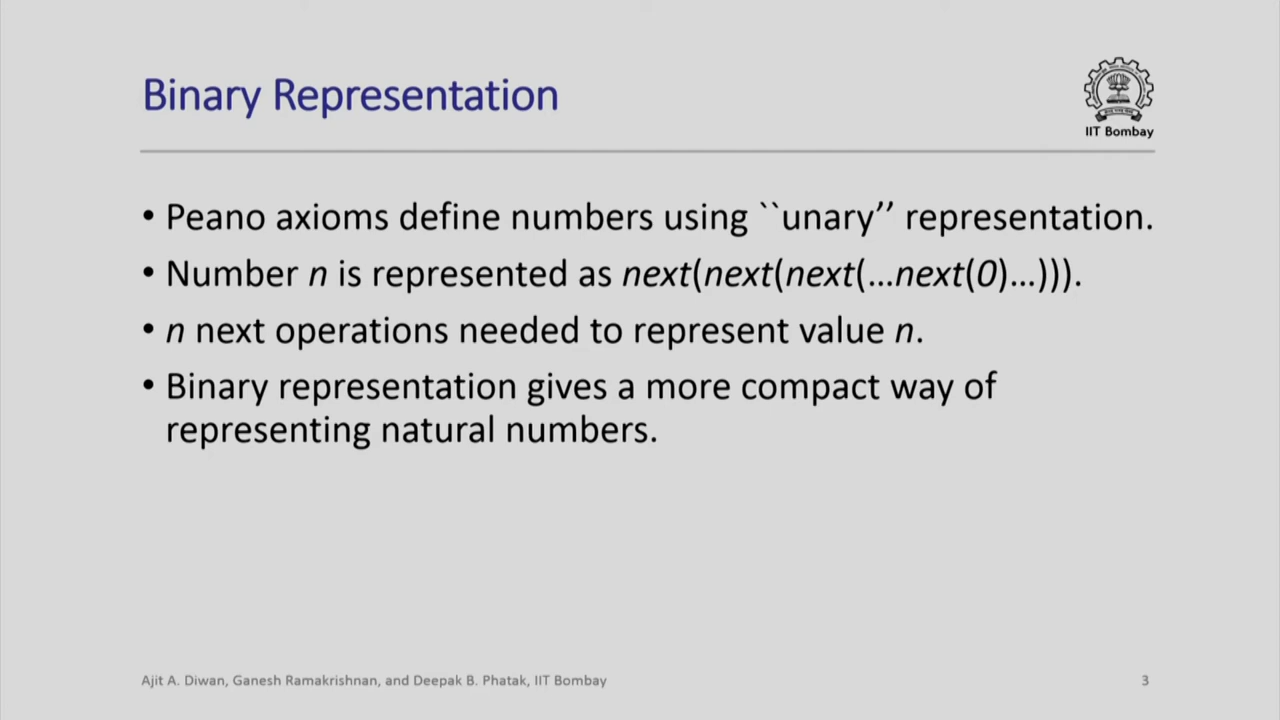 Binary Representation
IIT Bombay
• Peano axioms define numbers using ``unary’’ representation.
• Number n is represented as next(next(next(…next(0)…))).
• n next operations needed to represent value n.
• Binary representation gives a more compact way of
representing natural numbers.
Ajit A. Diwan, Ganesh Ramakrishnan, and Deepak B. Phatak, IIT Bombay
3